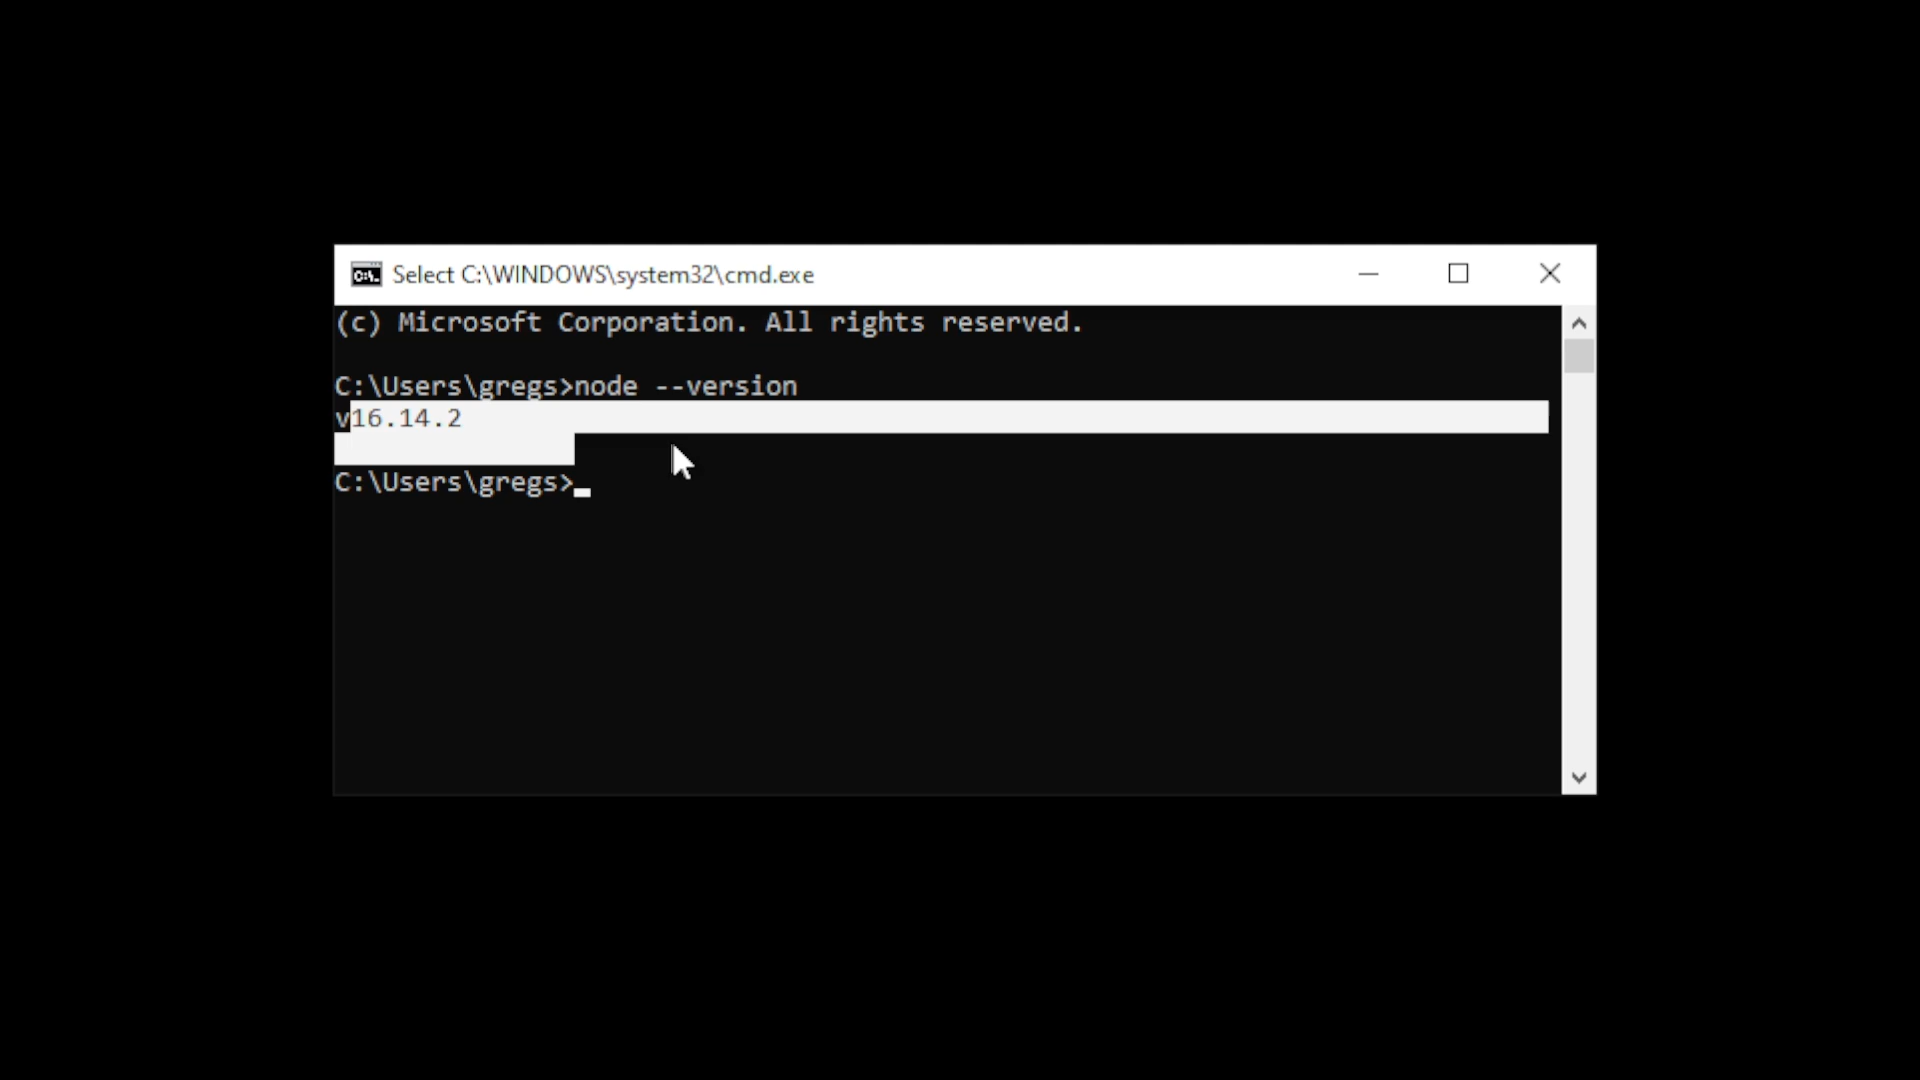 Select C:\WINDOWS\system32\cmd.exe
(c) Microsoft Corporation. All rights reserved.
C:\Users\gregs>node --version
v16.14.2
C:\Users\gregs>